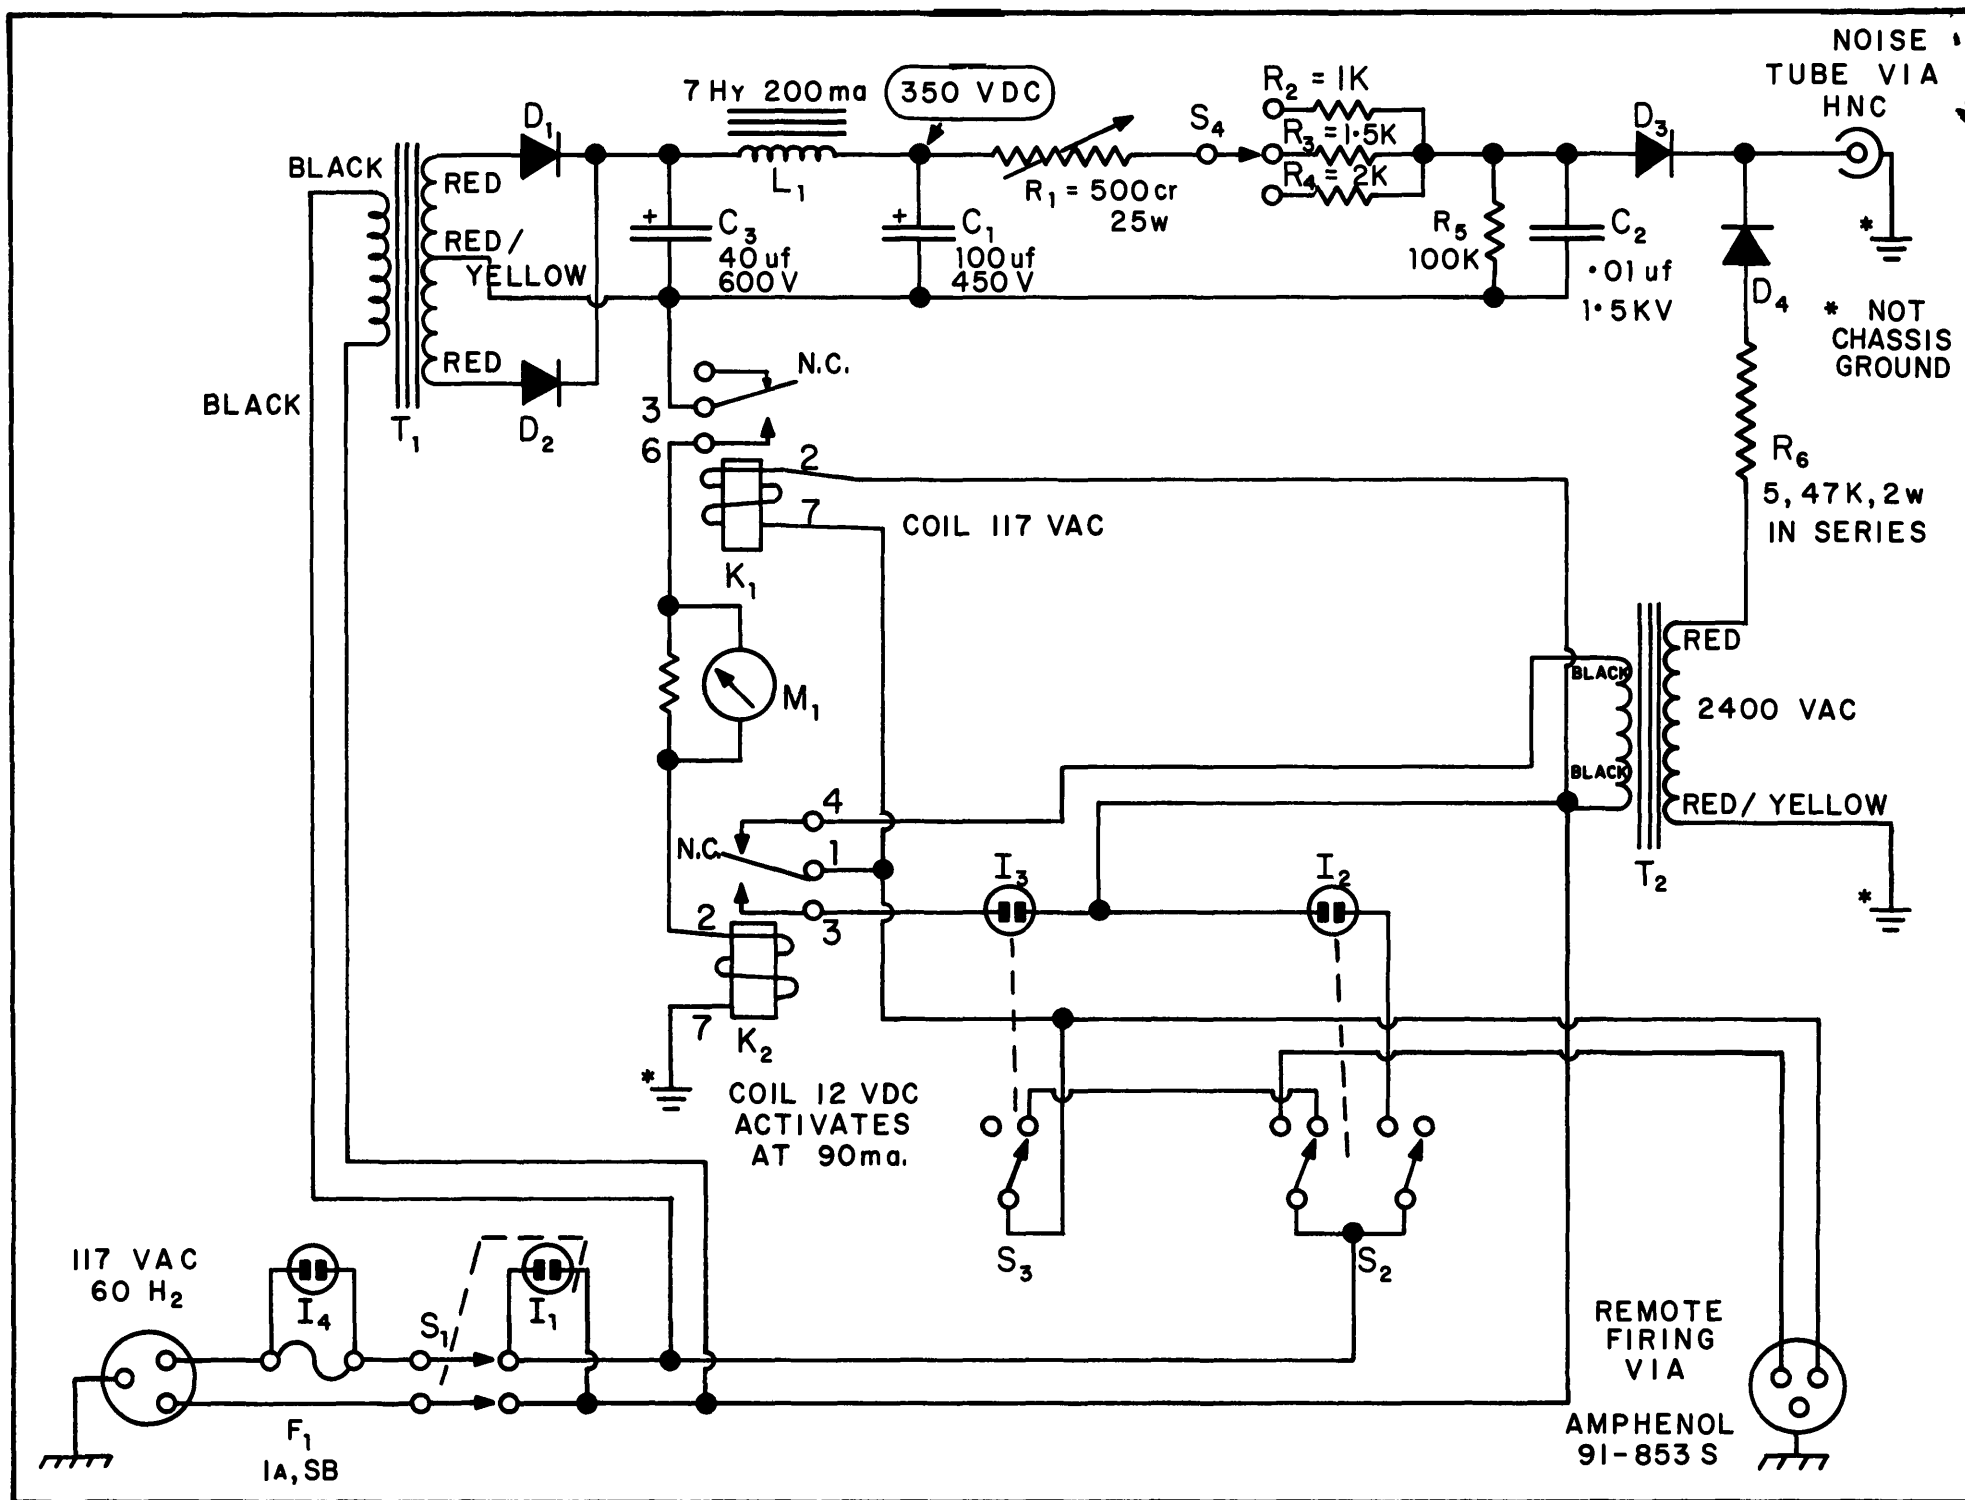 NOISE
TUBE VIA
HNC
7 HY 200 ma
350 VDC
R2 = 1K
D1
S4
R3 = 1·5K
D3
BLACK
RED
L1
R4 = 2K
R1 = 500 cr
25w
RED/
YELLOW
+
C3
40 uf
600 V
+
C1
100 uf
450 V
R5
100K
C2
·01 uf
1·5 KV
*
D4
* NOT
CHASSIS
GROUND
RED
N.C.
BLACK
T1
D2
3
6
2
7
COIL 117 VAC
K1
R6
5, 47K, 2w
IN SERIES
M1
RED
BLACK
2400 VAC
BLACK
RED/ YELLOW
T2
*
4
N.C.
1
3
I3
I2
2
7
K2
*
COIL 12 VDC
ACTIVATES
AT 90ma.
S3
S2
117 VAC
60 H2
I4
S1
I1
F1
1A, SB
REMOTE
FIRING
VIA
AMPHENOL
91-853 S